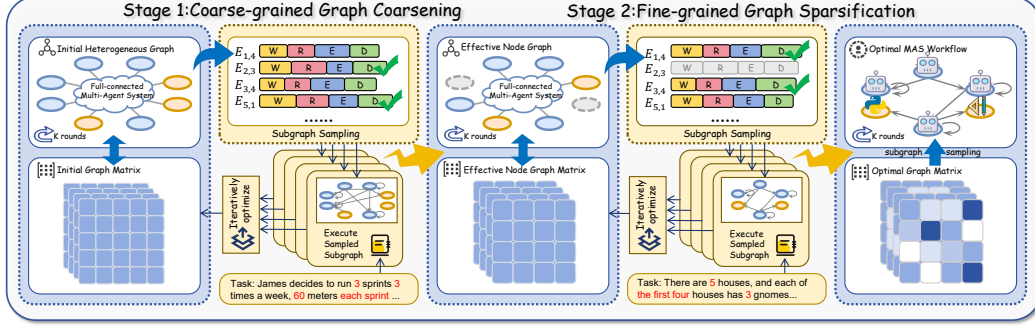 Stage 1:Coarse-grained Graph Coarsening
Stage 2:Fine-grained Graph Sparsification
Initial Heterogeneous Graph
Full-connected
Multi-Agent System
K rounds
Initial Graph Matrix
E1,4 W R E D
E2,3 W R E D
E3,4 W R E D
E5,1 W R E D
......
Subgraph Sampling
Iteratively
optimize
Execute
Sampled
Subgraph
Task: James decides to run 3 sprints 3
times a week, 60 meters each sprint ...
Effective Node Graph
Full-connected
Multi-Agent System
K rounds
Effective Node Graph Matrix
E1,4 W R E D
E2,3 W R E D
E3,4 W R E D
E5,1 W R E D
......
Subgraph Sampling
Iteratively
optimize
Execute
Sampled
Subgraph
Task: There are 5 houses, and each of
the first four houses has 3 gnomes...
Optimal MAS Workflow
K rounds
subgraph sampling
Optimal Graph Matrix